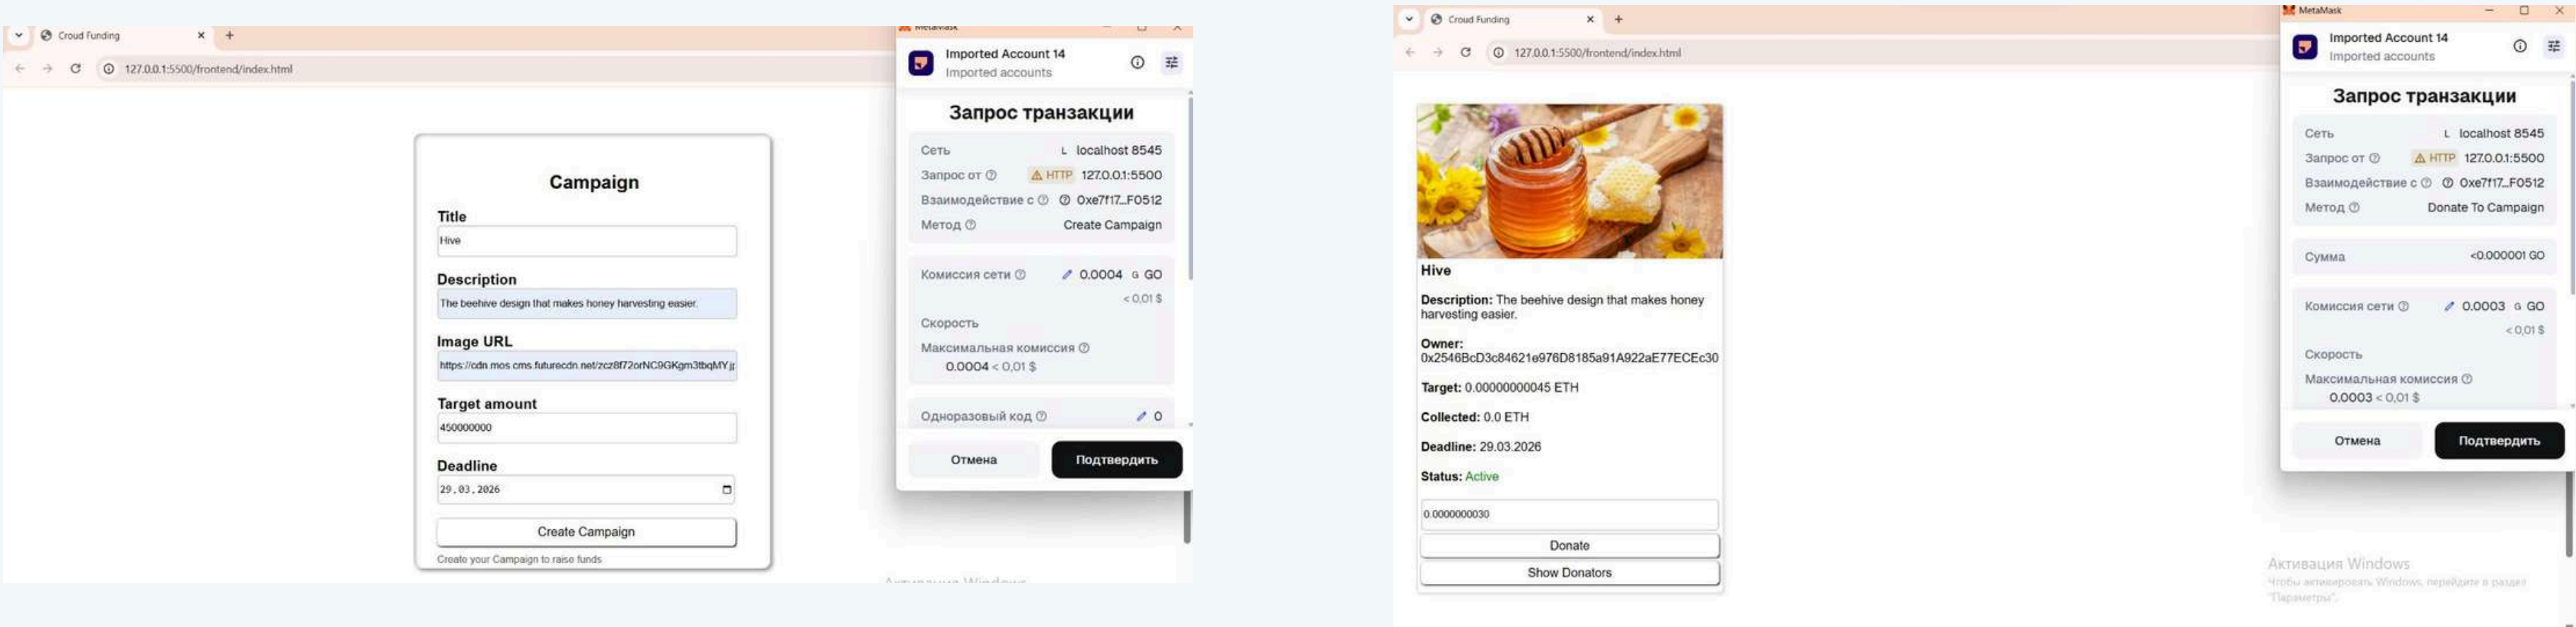 Croud Funding
127.0.0.1:5500/frontend/index.html
Campaign
Title
Hive
Description
The beehive design that makes honey harvesting easier.
Image URL
Target amount
450000000
Deadline
29.03.2026
Create Campaign
Create your Campaign to raise funds
MetaMask
Imported Account 14
Imported accounts
Запрос транзакции
Сеть L localhost 8545
Запрос от HTTP 127.0.0.1:5500
Взаимодействие с 0xe7f17...F0512
Метод Create Campaign
Комиссия сети 0.0004 G GO
< 0,01 $
Скорость
Максимальная комиссия
0.0004 < 0,01 $
Одноразовый код 0
Отмена Подтвердить
Активация Windows
Croud Funding
127.0.0.1:5500/frontend/index.html
Hive
Description: The beehive design that makes honey
harvesting easier.
Owner:
0x2546BcD3c84621e976D8185a91A922aE77ECEc30
Target: 0.00000000045 ETH
Collected: 0.0 ETH
Deadline: 29.03.2026
Status: Active
0.0000000030
Donate
Show Donators
MetaMask
Imported Account 14
Imported accounts
Запрос транзакции
Сеть L localhost 8545
Запрос от HTTP 127.0.0.1:5500
Взаимодействие с 0xe7f17...F0512
Метод Donate To Campaign
Сумма <0.000001 GO
Комиссия сети 0.0003 G GO
< 0,01 $
Скорость
Максимальная комиссия
0.0003 < 0,01 $
Отмена Подтвердить
Активация Windows
Чтобы активировать Windows, перейдите в раздел
"Параметры".